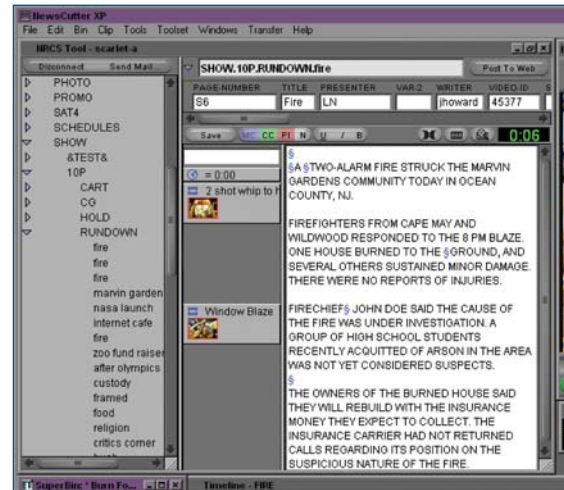 NewsCutter XP
File Edit Bin Clip Tools Toolset Windows Transfer Help
NRCS Tool - scarlet-a
Disconnect Send Mail...
PHOTO
PROMO
SAT4
SCHEDULES
SHOW
&TEST&
10P
CART
CG
HOLD
RUNDOWN
fire
fire
fire
marvin garden
nasa launch
internet cafe
fire
zoo fund raiser
after olympics
custody
framed
food
religion
critics corner
SHOW.10P.RUNDOWN.fire
Post To Web
PAGE-NUMBER TITLE PRESENTER VAR-2 WRITER VIDEO-ID S
S6 Fire LN jhoward 45377
Save MC CC PI N U I B 0:06
= 0:00
2 shot whip to h
Window Blaze
§
§A §TWO-ALARM FIRE STRUCK THE MARVIN
GARDENS COMMUNITY TODAY IN OCEAN
COUNTY, NJ.
FIREFIGHTERS FROM CAPE MAY AND
WILDWOOD RESPONDED TO THE 8 PM BLAZE.
ONE HOUSE BURNED TO THE §GROUND, AND
SEVERAL OTHERS SUSTAINED MINOR DAMAGE.
THERE WERE NO REPORTS OF INJURIES.
FIRECHIEF§ JOHN DOE SAID THE CAUSE OF
THE FIRE WAS UNDER INVESTIGATION. A
GROUP OF HIGH SCHOOL STUDENTS
RECENTLY ACQUITTED OF ARSON IN THE AREA
WAS NOT YET CONSIDERED SUSPECTS.
§
THE OWNERS OF THE BURNED HOUSE SAID
THEY WILL REBUILD WITH THE INSURANCE
MONEY THEY EXPECT TO COLLECT. THE
INSURANCE CARRIER HAD NOT RETURNED
CALLS REGARDING ITS POSITION ON THE
SUSPICIOUS NATURE OF THE FIRE.
Timeline - FIRE